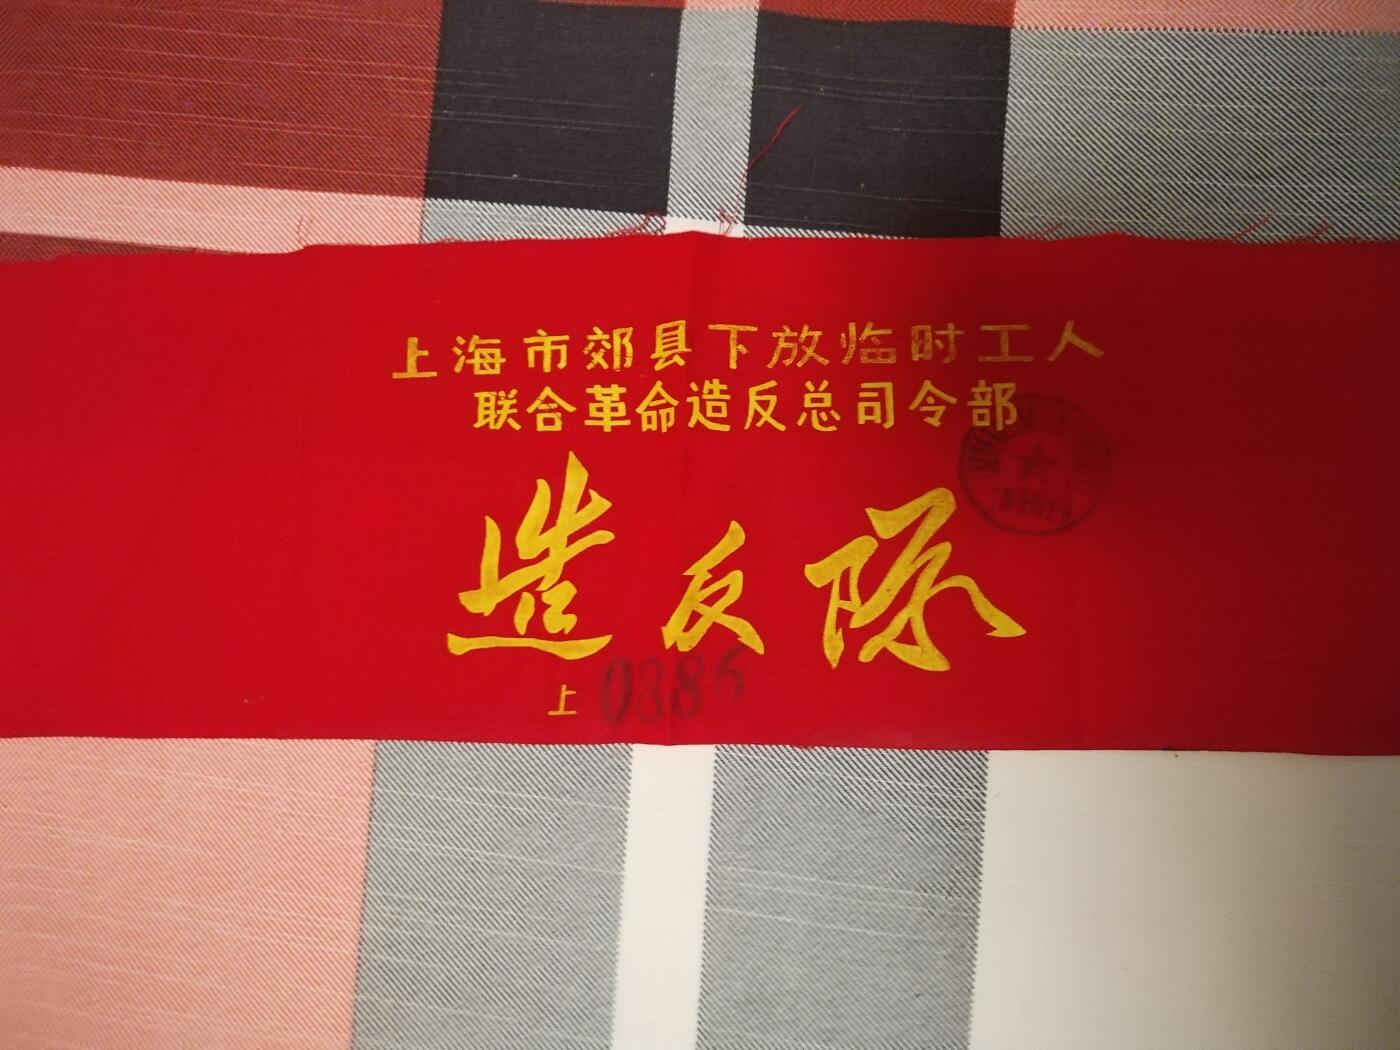 上海市郊县下放临时工人
联合革命造反总司令部
造反队
上 0886